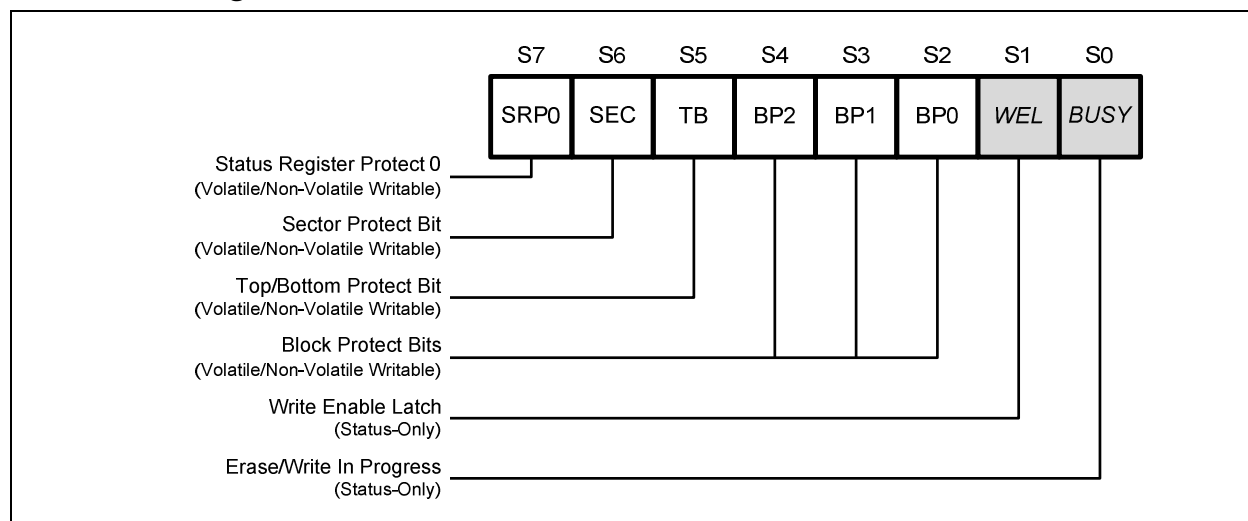 S7 S6 S5 S4 S3 S2 S1 S0
SRP0 SEC TB BP2 BP1 BP0 WEL BUSY
Status Register Protect 0
(Volatile/Non-Volatile Writable)
Sector Protect Bit
(Volatile/Non-Volatile Writable)
Top/Bottom Protect Bit
(Volatile/Non-Volatile Writable)
Block Protect Bits
(Volatile/Non-Volatile Writable)
Write Enable Latch
(Status-Only)
Erase/Write In Progress
(Status-Only)